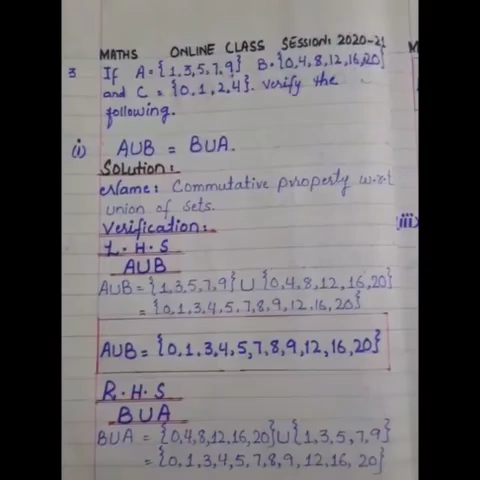 MATHS ONLINE CLASS SESSION: 2020-21
3 If A = {1,3,5,7,9} B = {0,4,8,12,16,20}
and C = {0,1,2,4}. Verify the
following.
(i) AUB = BUA.
Solution:
Name: Commutative property w.r.t
union of sets.
Verification:
L.H.S
AUB
AUB = {1,3,5,7,9} U {0,4,8,12,16,20}
= {0,1,3,4,5,7,8,9,12,16,20}
AUB = {0,1,3,4,5,7,8,9,12,16,20}
R.H.S
BUA
BUA = {0,4,8,12,16,20}U{1,3,5,7,9}
= {0,1,3,4,5,7,8,9,12,16,20}
M
(iii)